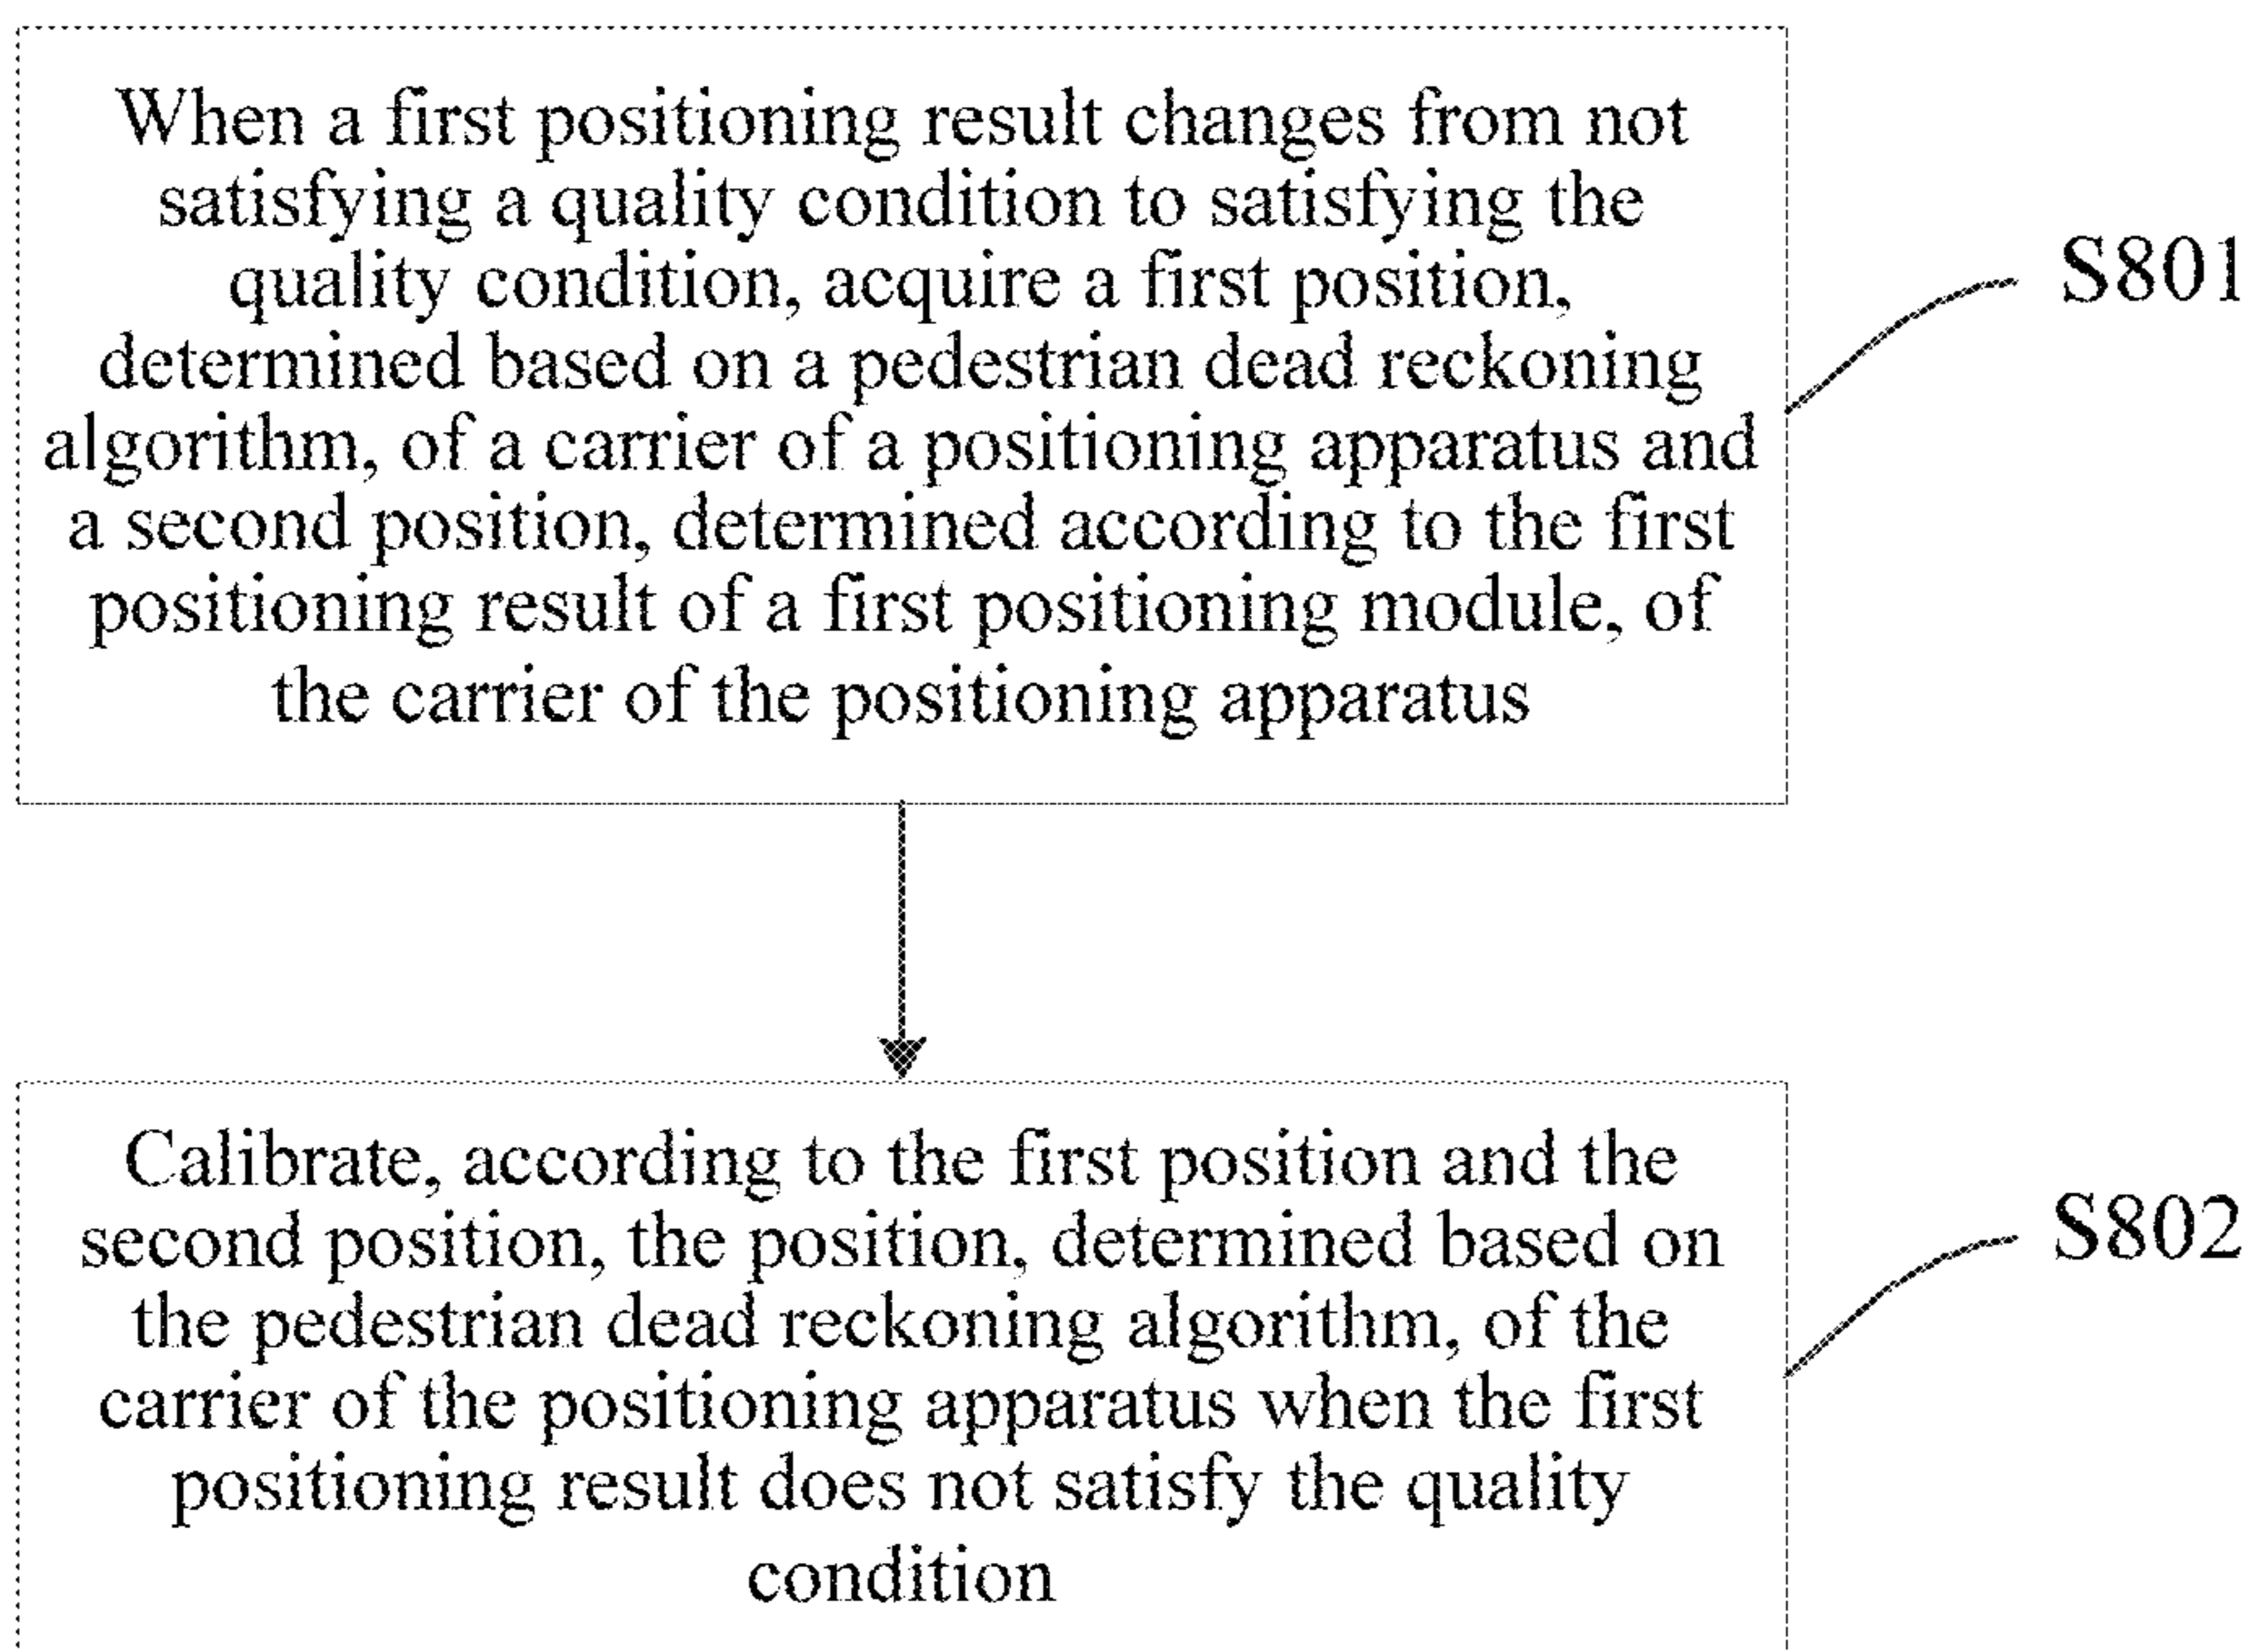 When a first positioning result changes from not
satisfying a quality condition to satisfying the
quality condition, acquire a first position,
determined based on a pedestrian dead reckoning
algorithm, of a carrier of a positioning apparatus and
a second position, determined according to the first
positioning result of a first positioning module, of
the carrier of the positioning apparatus
S801
Calibrate, according to the first position and the
second position, the position, determined based on
the pedestrian dead reckoning algorithm, of the
carrier of the positioning apparatus when the first
positioning result does not satisfy the quality
condition
S802